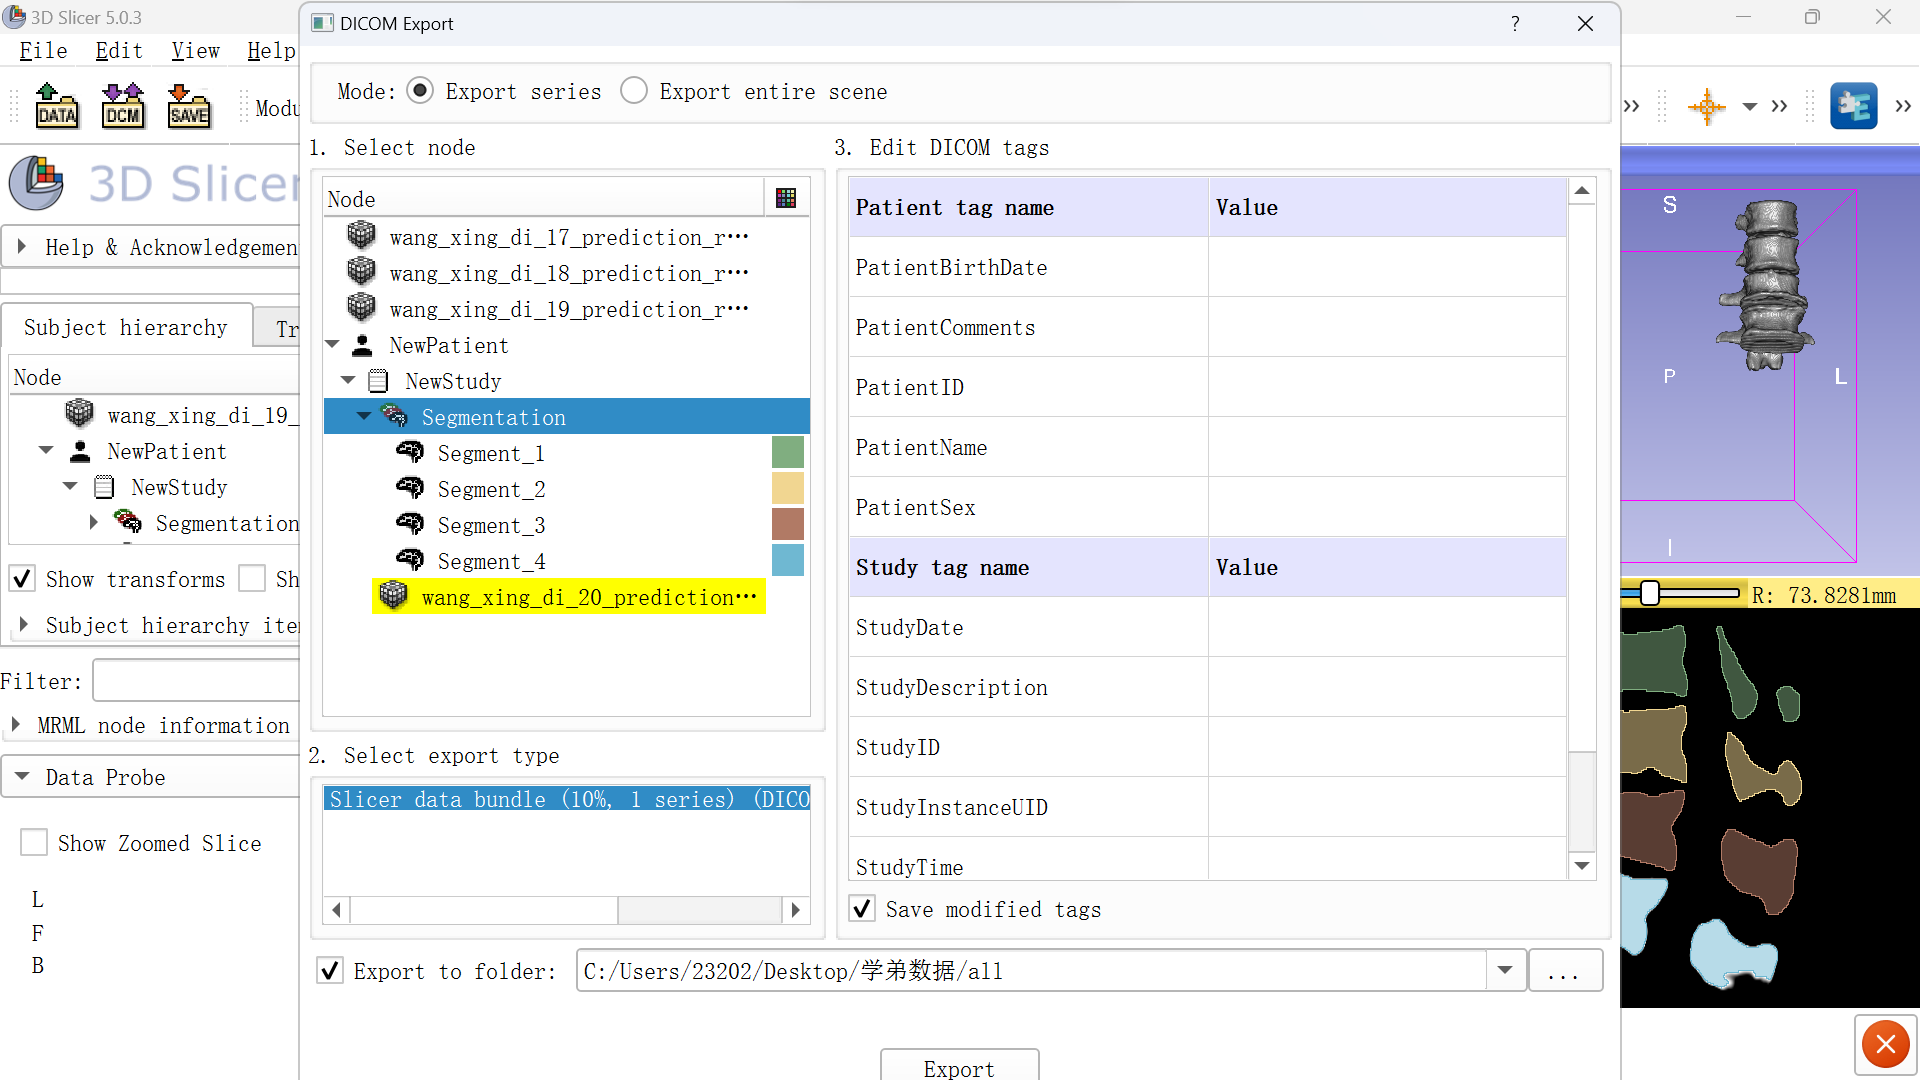 3D Slicer 5.0.3
File Edit View Help
DATA DCM SAVE Modu
3D Slicer
Help & Acknowledgemen
Subject hierarchy Tr
Node
wang_xing_di_19_
NewPatient
NewStudy
Segmentation
Show transforms Sh
Subject hierarchy ite
Filter:
MRML node information
Data Probe
Show Zoomed Slice
L
F
B
DICOM Export ?
Mode: Export series Export entire scene
1. Select node
Node
wang_xing_di_17_prediction_r…
wang_xing_di_18_prediction_r…
wang_xing_di_19_prediction_r…
NewPatient
NewStudy
Segmentation
Segment_1
Segment_2
Segment_3
Segment_4
wang_xing_di_20_prediction…
2. Select export type
Slicer data bundle (10%, 1 series) (DICO
3. Edit DICOM tags
Patient tag name Value
PatientBirthDate
PatientComments
PatientID
PatientName
PatientSex
Study tag name Value
StudyDate
StudyDescription
StudyID
StudyInstanceUID
StudyTime
Save modified tags
Export to folder: C:/Users/23202/Desktop/学弟数据/all ...
Export
S
P L
I
R: 73.8281mm